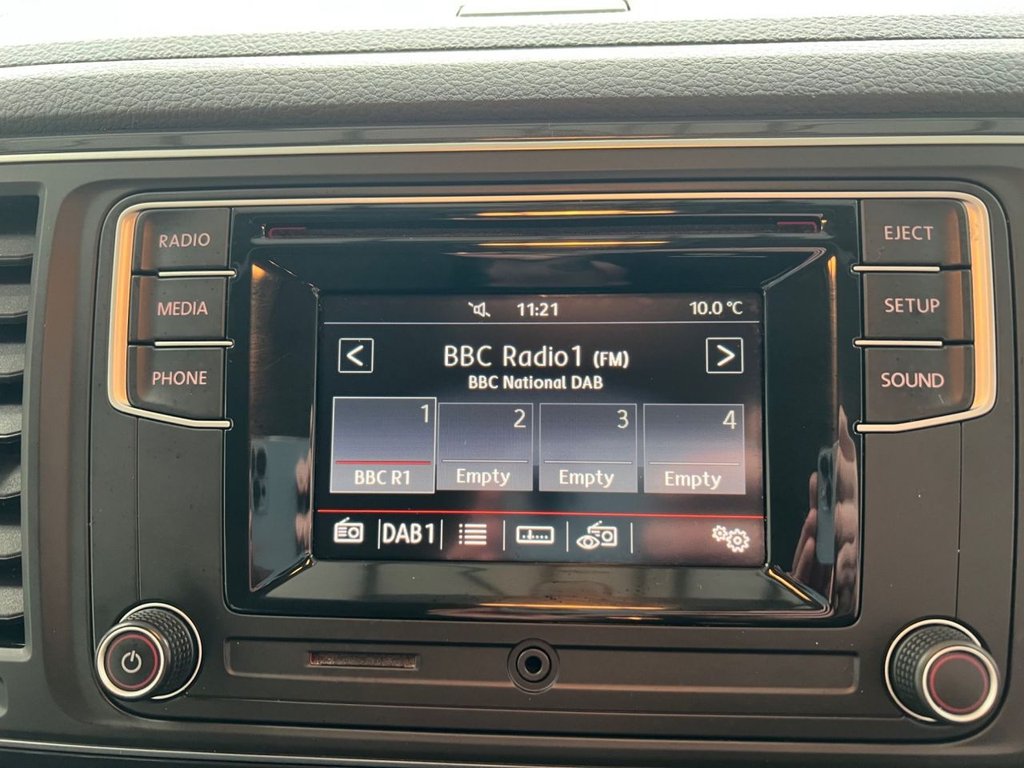 RADIO
MEDIA
PHONE
EJECT
SETUP
SOUND
11:21 10.0 °C
< BBC Radio1 (FM) >
BBC National DAB
1 2 3 4
BBC R1 Empty Empty Empty
DAB1